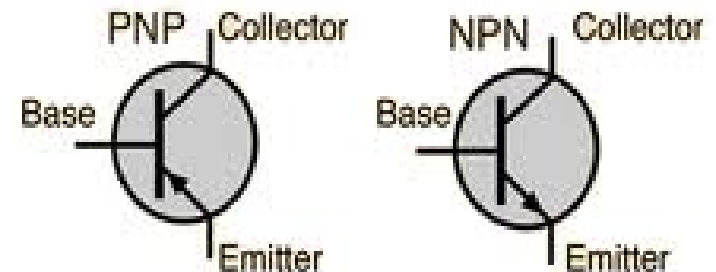 PNP
Collector
Base
Emitter
NPN
Collector
Base
Emitter